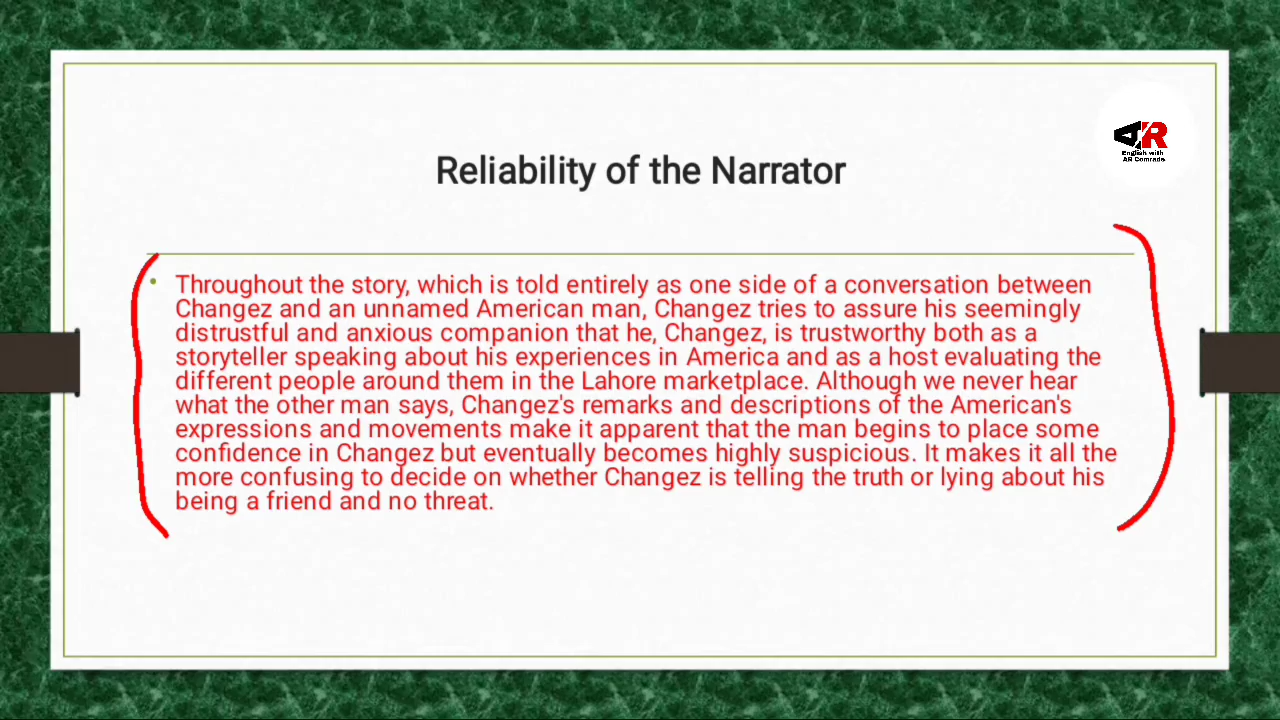 AR
English with
AR Comrade
Reliability of the Narrator
• Throughout the story, which is told entirely as one side of a conversation between
Changez and an unnamed American man, Changez tries to assure his seemingly
distrustful and anxious companion that he, Changez, is trustworthy both as a
storyteller speaking about his experiences in America and as a host evaluating the
different people around them in the Lahore marketplace. Although we never hear
what the other man says, Changez's remarks and descriptions of the American's
expressions and movements make it apparent that the man begins to place some
confidence in Changez but eventually becomes highly suspicious. It makes it all the
more confusing to decide on whether Changez is telling the truth or lying about his
being a friend and no threat.